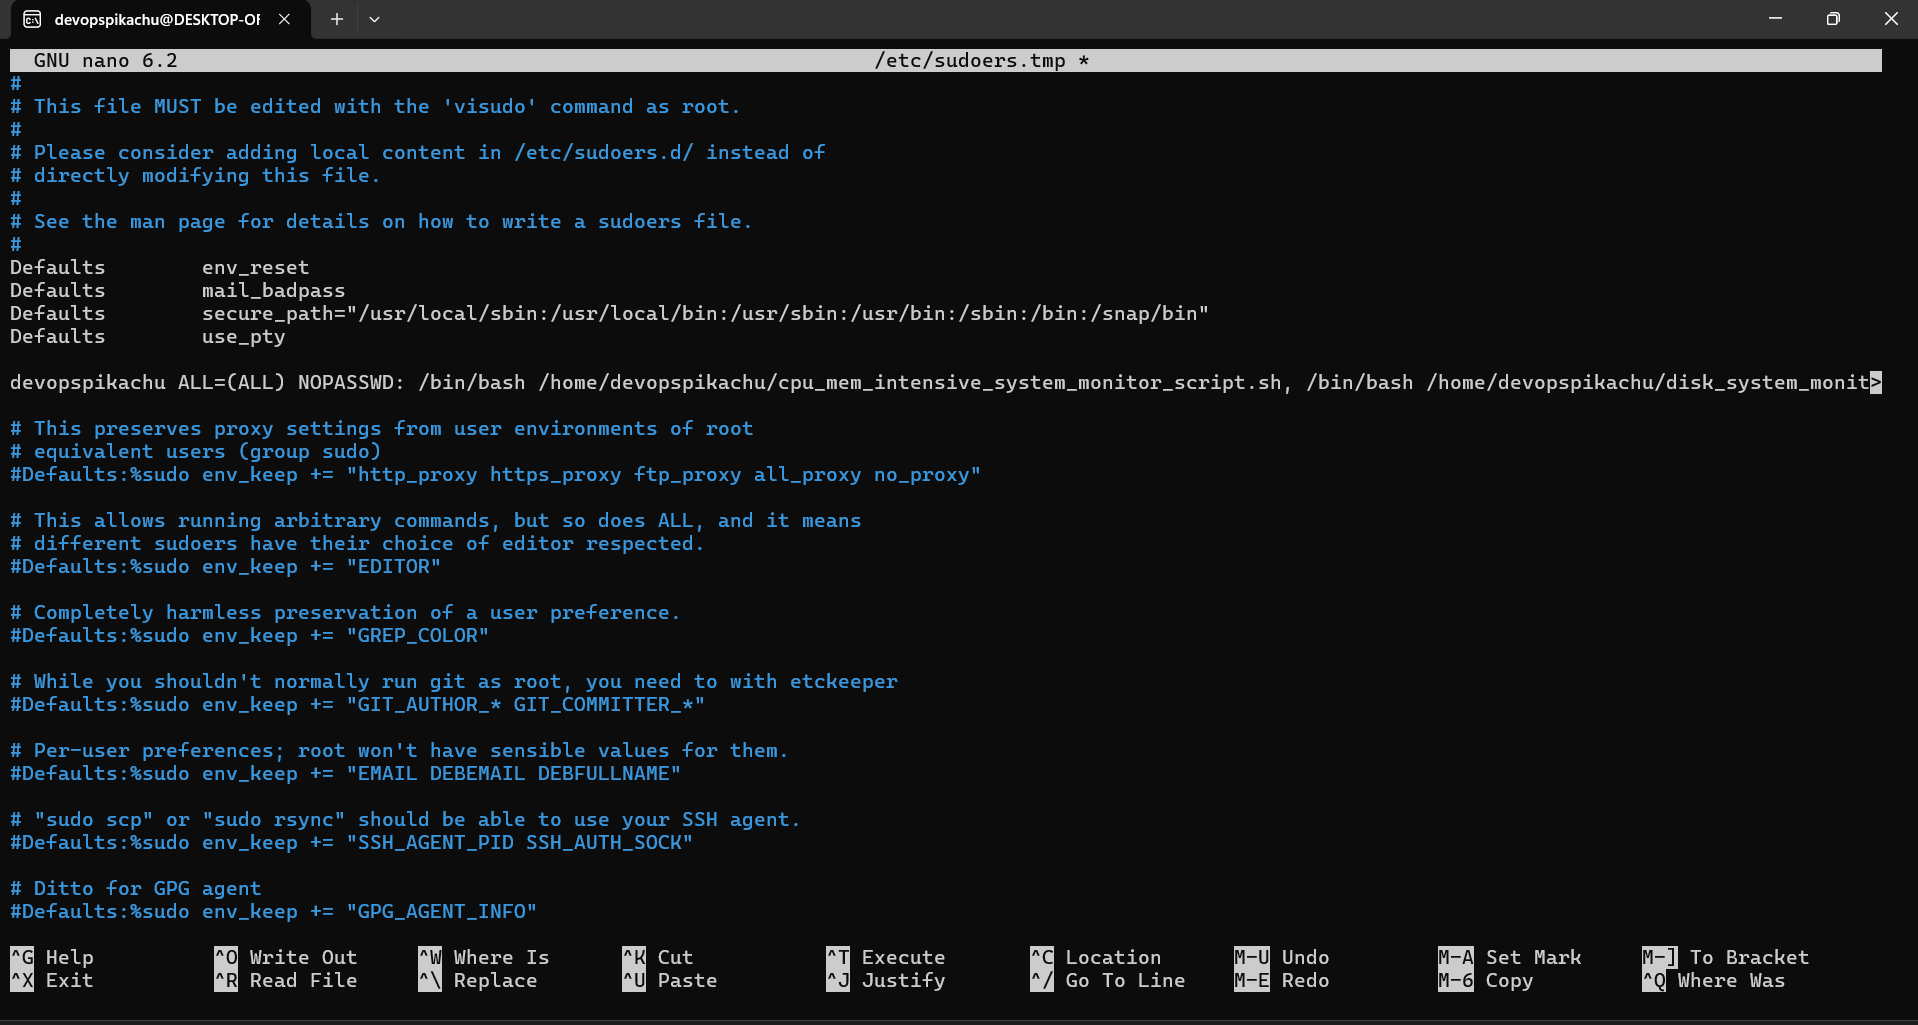 devopspikachu@DESKTOP-OF
GNU nano 6.2 /etc/sudoers.tmp *
#
# This file MUST be edited with the 'visudo' command as root.
#
# Please consider adding local content in /etc/sudoers.d/ instead of
# directly modifying this file.
#
# See the man page for details on how to write a sudoers file.
#
Defaults        env_reset
Defaults        mail_badpass
Defaults        secure_path="/usr/local/sbin:/usr/local/bin:/usr/sbin:/usr/bin:/sbin:/bin:/snap/bin"
Defaults        use_pty
devopspikachu ALL=(ALL) NOPASSWD: /bin/bash /home/devopspikachu/cpu_mem_intensive_system_monitor_script.sh, /bin/bash /home/devopspikachu/disk_system_monit>
# This preserves proxy settings from user environments of root
# equivalent users (group sudo)
#Defaults:%sudo env_keep += "http_proxy https_proxy ftp_proxy all_proxy no_proxy"
# This allows running arbitrary commands, but so does ALL, and it means
# different sudoers have their choice of editor respected.
#Defaults:%sudo env_keep += "EDITOR"
# Completely harmless preservation of a user preference.
#Defaults:%sudo env_keep += "GREP_COLOR"
# While you shouldn't normally run git as root, you need to with etckeeper
#Defaults:%sudo env_keep += "GIT_AUTHOR_* GIT_COMMITTER_*"
# Per-user preferences; root won't have sensible values for them.
#Defaults:%sudo env_keep += "EMAIL DEBEMAIL DEBFULLNAME"
# "sudo scp" or "sudo rsync" should be able to use your SSH agent.
#Defaults:%sudo env_keep += "SSH_AGENT_PID SSH_AUTH_SOCK"
# Ditto for GPG agent
#Defaults:%sudo env_keep += "GPG_AGENT_INFO"
^G Help ^O Write Out ^W Where Is ^K Cut ^T Execute ^C Location M-U Undo M-A Set Mark M-] To Bracket
^X Exit ^R Read File ^\ Replace ^U Paste ^J Justify ^/ Go To Line M-E Redo M-6 Copy ^Q Where Was